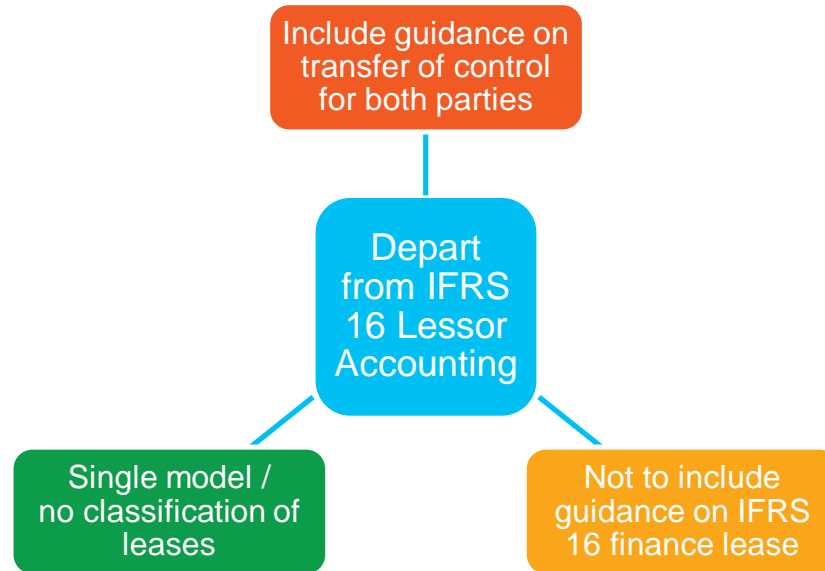 Include guidance on
transfer of control
for both parties
Depart
from IFRS
16 Lessor
Accounting
Single model /
no classification of
leases
Not to include
guidance on IFRS
16 finance lease